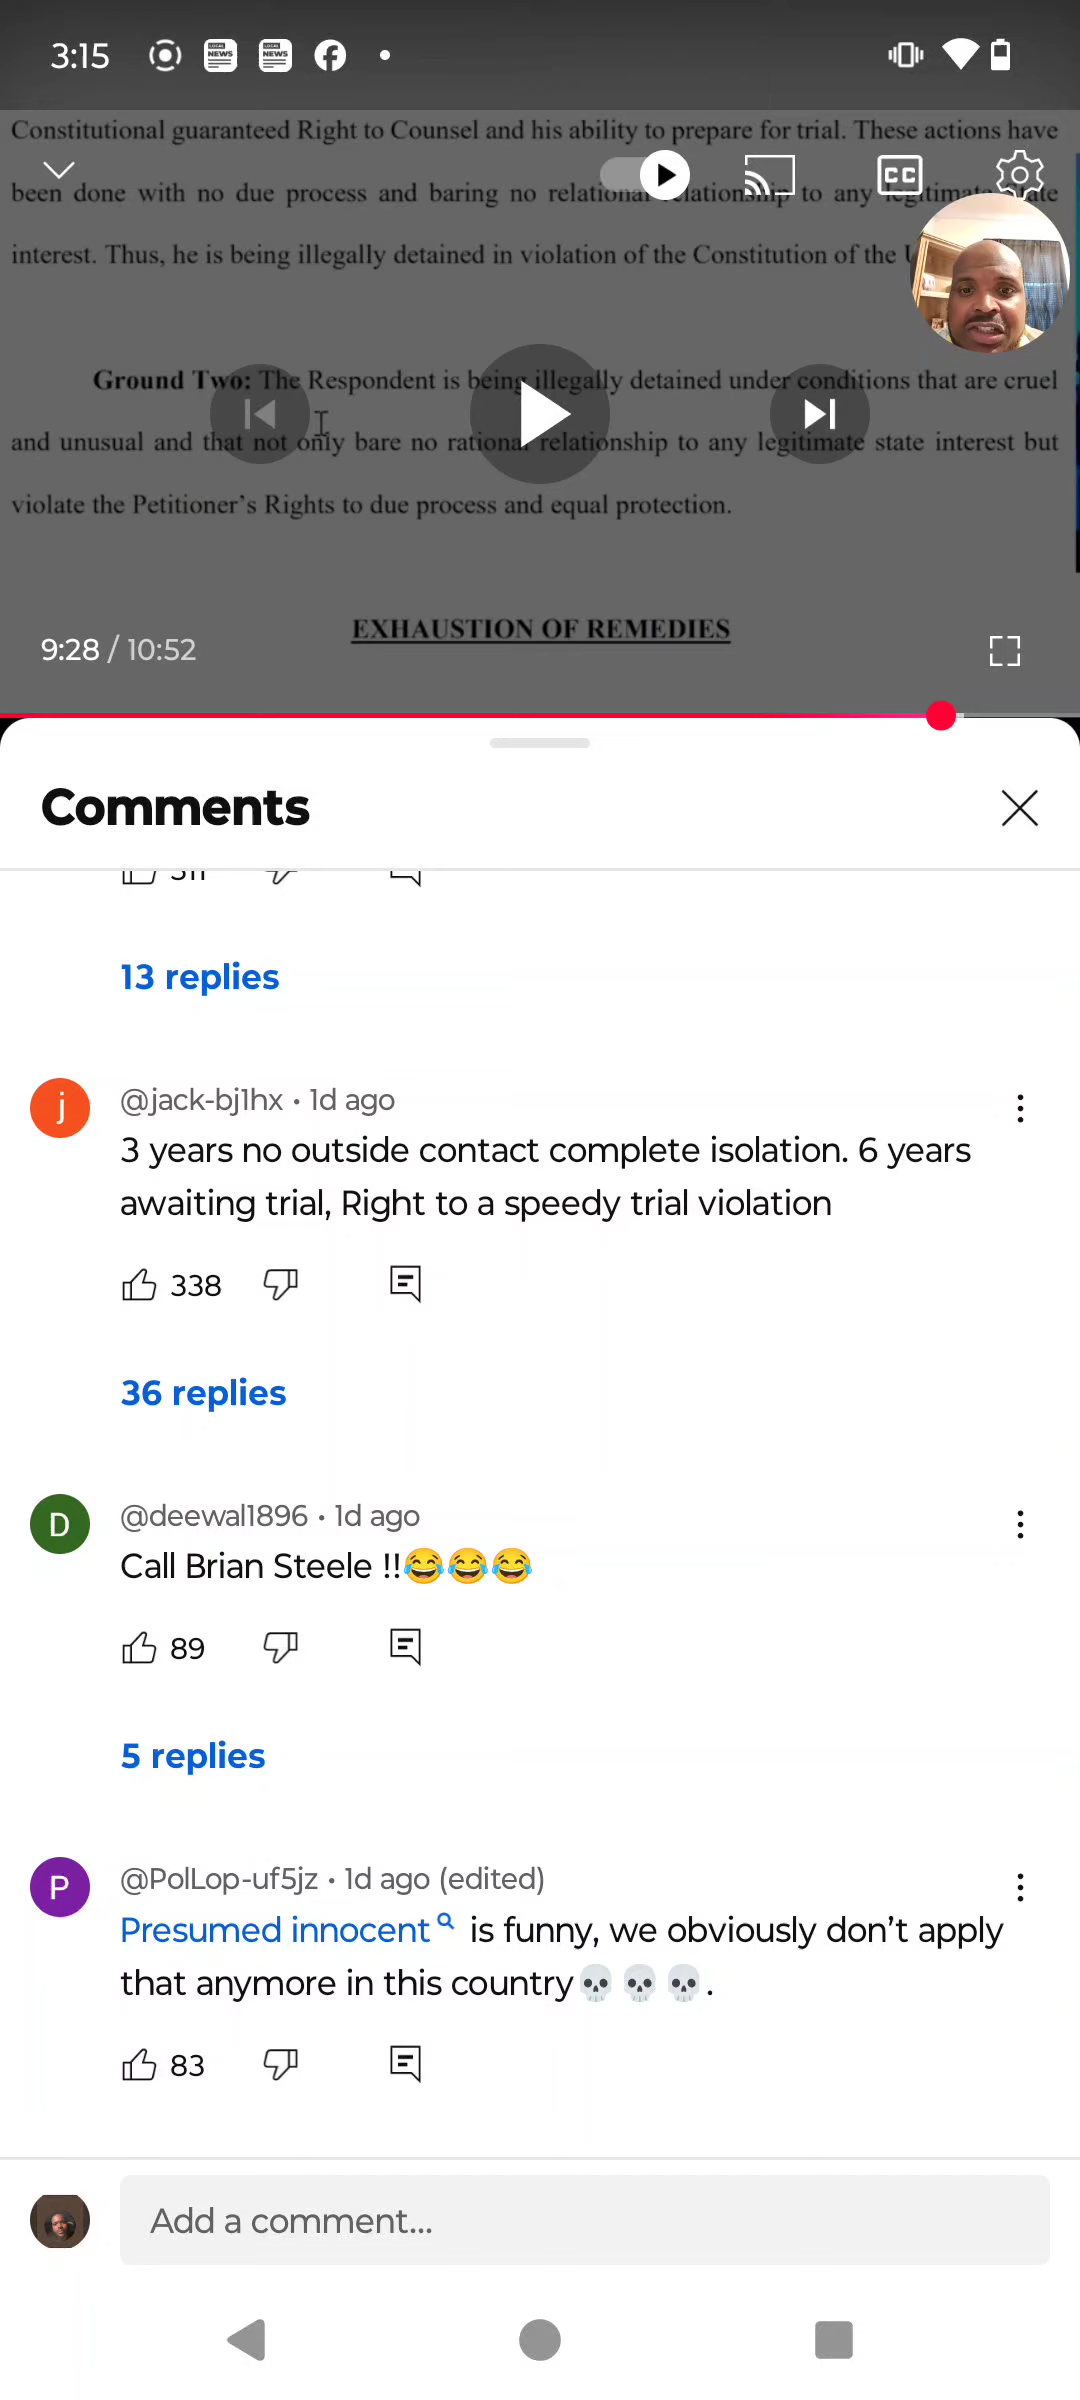 3:15
LOCAL NEWS
LOCAL NEWS
Constitutional guaranteed Right to Counsel and his ability to prepare for trial. These actions have
been done with no due process and baring no relational relationship to any legitimate state
CC
interest. Thus, he is being illegally detained in violation of the Constitution of the
Ground Two: The Respondent is being illegally detained under conditions that are cruel
and unusual and that not only bare no rational relationship to any legitimate state interest but
violate the Petitioner's Rights to due process and equal protection.
EXHAUSTION OF REMEDIES
9:28 / 10:52
Comments
311
13 replies
j
@jack-bj1hx • 1d ago
3 years no outside contact complete isolation. 6 years
awaiting trial, Right to a speedy trial violation
338
36 replies
D
@deewal1896 • 1d ago
Call Brian Steele !!😂😂😂
89
5 replies
P
@PolLop-uf5jz • 1d ago (edited)
Presumed innocent is funny, we obviously don't apply
that anymore in this country💀💀💀.
83
Add a comment...